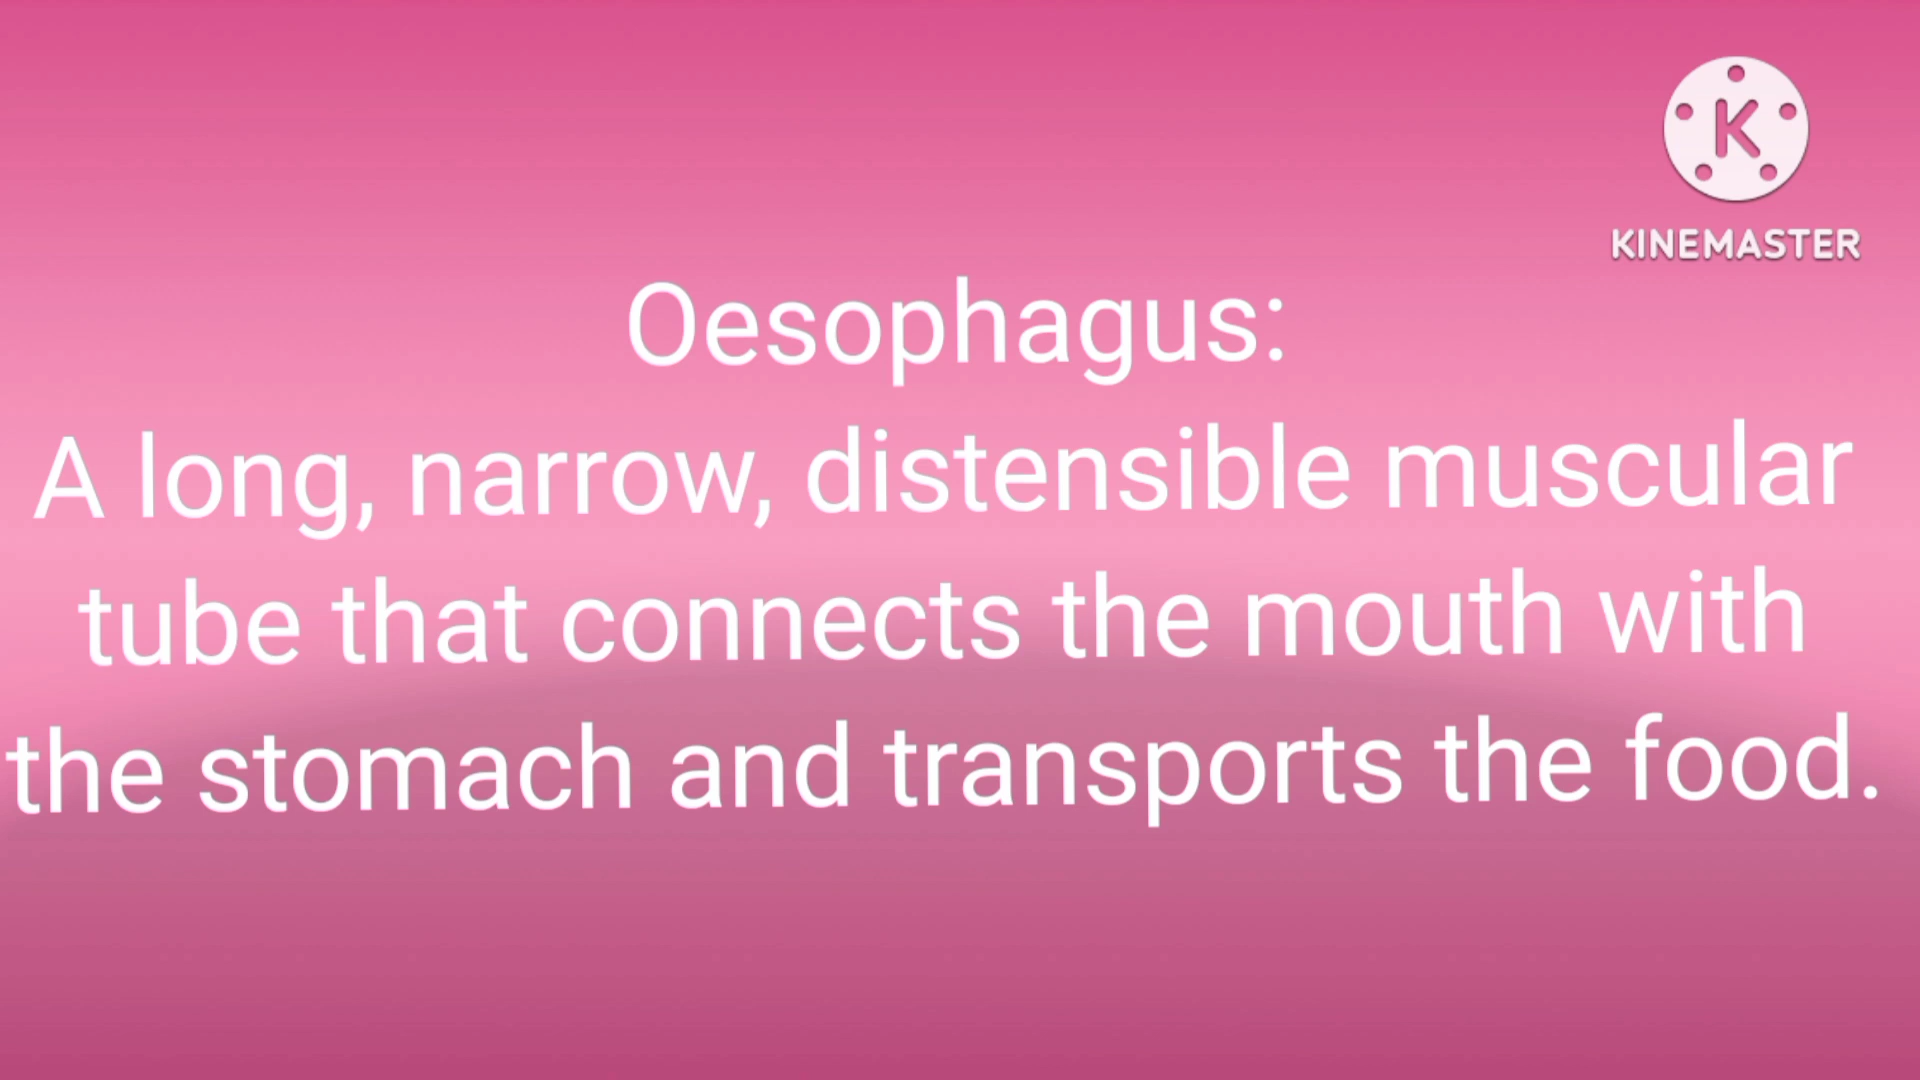 KINEMASTER
Oesophagus:
A long, narrow, distensible muscular
tube that connects the mouth with
the stomach and transports the food.